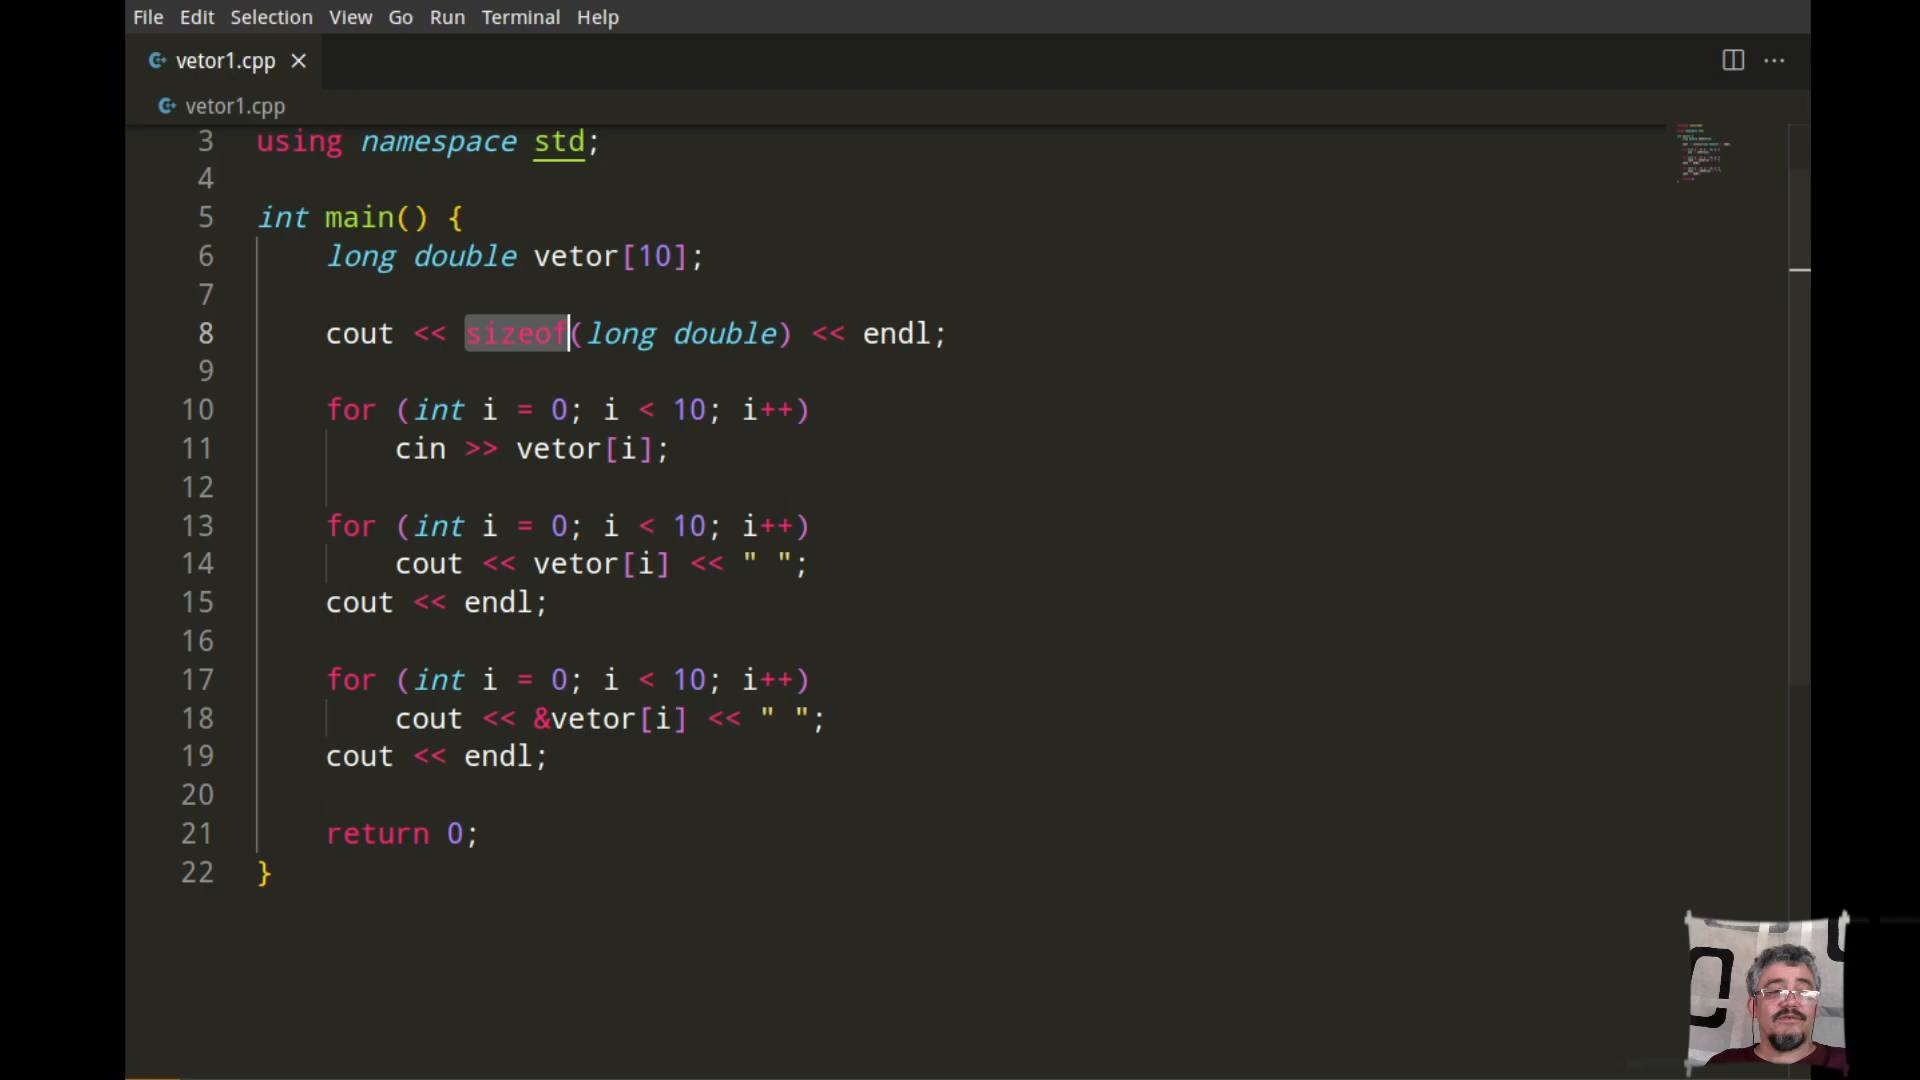 File Edit Selection View Go Run Terminal Help
vetor1.cpp
vetor1.cpp
3 using namespace std;
4
5 int main() {
6 long double vetor[10];
7
8 cout << sizeof(long double) << endl;
9
10 for (int i = 0; i < 10; i++)
11 cin >> vetor[i];
12
13 for (int i = 0; i < 10; i++)
14 cout << vetor[i] << " ";
15 cout << endl;
16
17 for (int i = 0; i < 10; i++)
18 cout << &vetor[i] << " ";
19 cout << endl;
20
21 return 0;
22 }